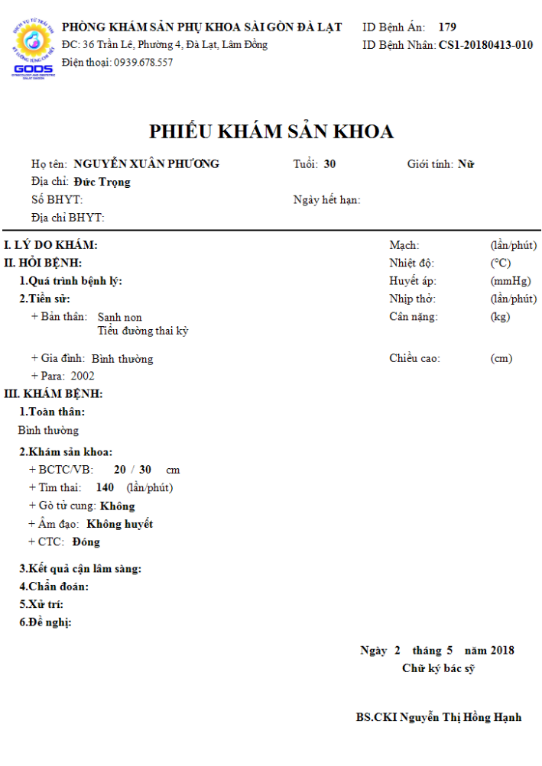 PHÒNG KHÁM SẢN PHỤ KHOA SÀI GÒN ĐÀ LẠT
ID Bệnh Án: 179
ĐC: 36 Trần Lê, Phường 4, Đà Lạt, Lâm Đồng
ID Bệnh Nhân: CS1-20180413-010
Điện thoại: 0939.678.557
GODS
PHIẾU KHÁM SẢN KHOA
Họ tên: NGUYỄN XUÂN PHƯƠNG Tuổi: 30 Giới tính: Nữ
Địa chỉ: Đức Trọng
Số BHYT: Ngày hết hạn:
Địa chỉ BHYT:
I. LÝ DO KHÁM: Mạch: (lần/phút)
II. HỎI BỆNH: Nhiệt độ: (°C)
1.Quá trình bệnh lý: Huyết áp: (mmHg)
2.Tiền sử: Nhịp thở: (lần/phút)
+ Bản thân: Sanh non Cân nặng: (kg)
Tiểu đường thai kỳ
+ Gia đình: Bình thường Chiều cao: (cm)
+ Para: 2002
III. KHÁM BỆNH:
1.Toàn thân:
Bình thường
2.Khám sản khoa:
+ BCTC/VB: 20 / 30 cm
+ Tim thai: 140 (lần/phút)
+ Gò tử cung: Không
+ Âm đạo: Không huyết
+ CTC: Đóng
3.Kết quả cận lâm sàng:
4.Chẩn đoán:
5.Xử trí:
6.Đề nghị:
Ngày 2 tháng 5 năm 2018
Chữ ký bác sỹ
BS.CKI Nguyễn Thị Hồng Hạnh